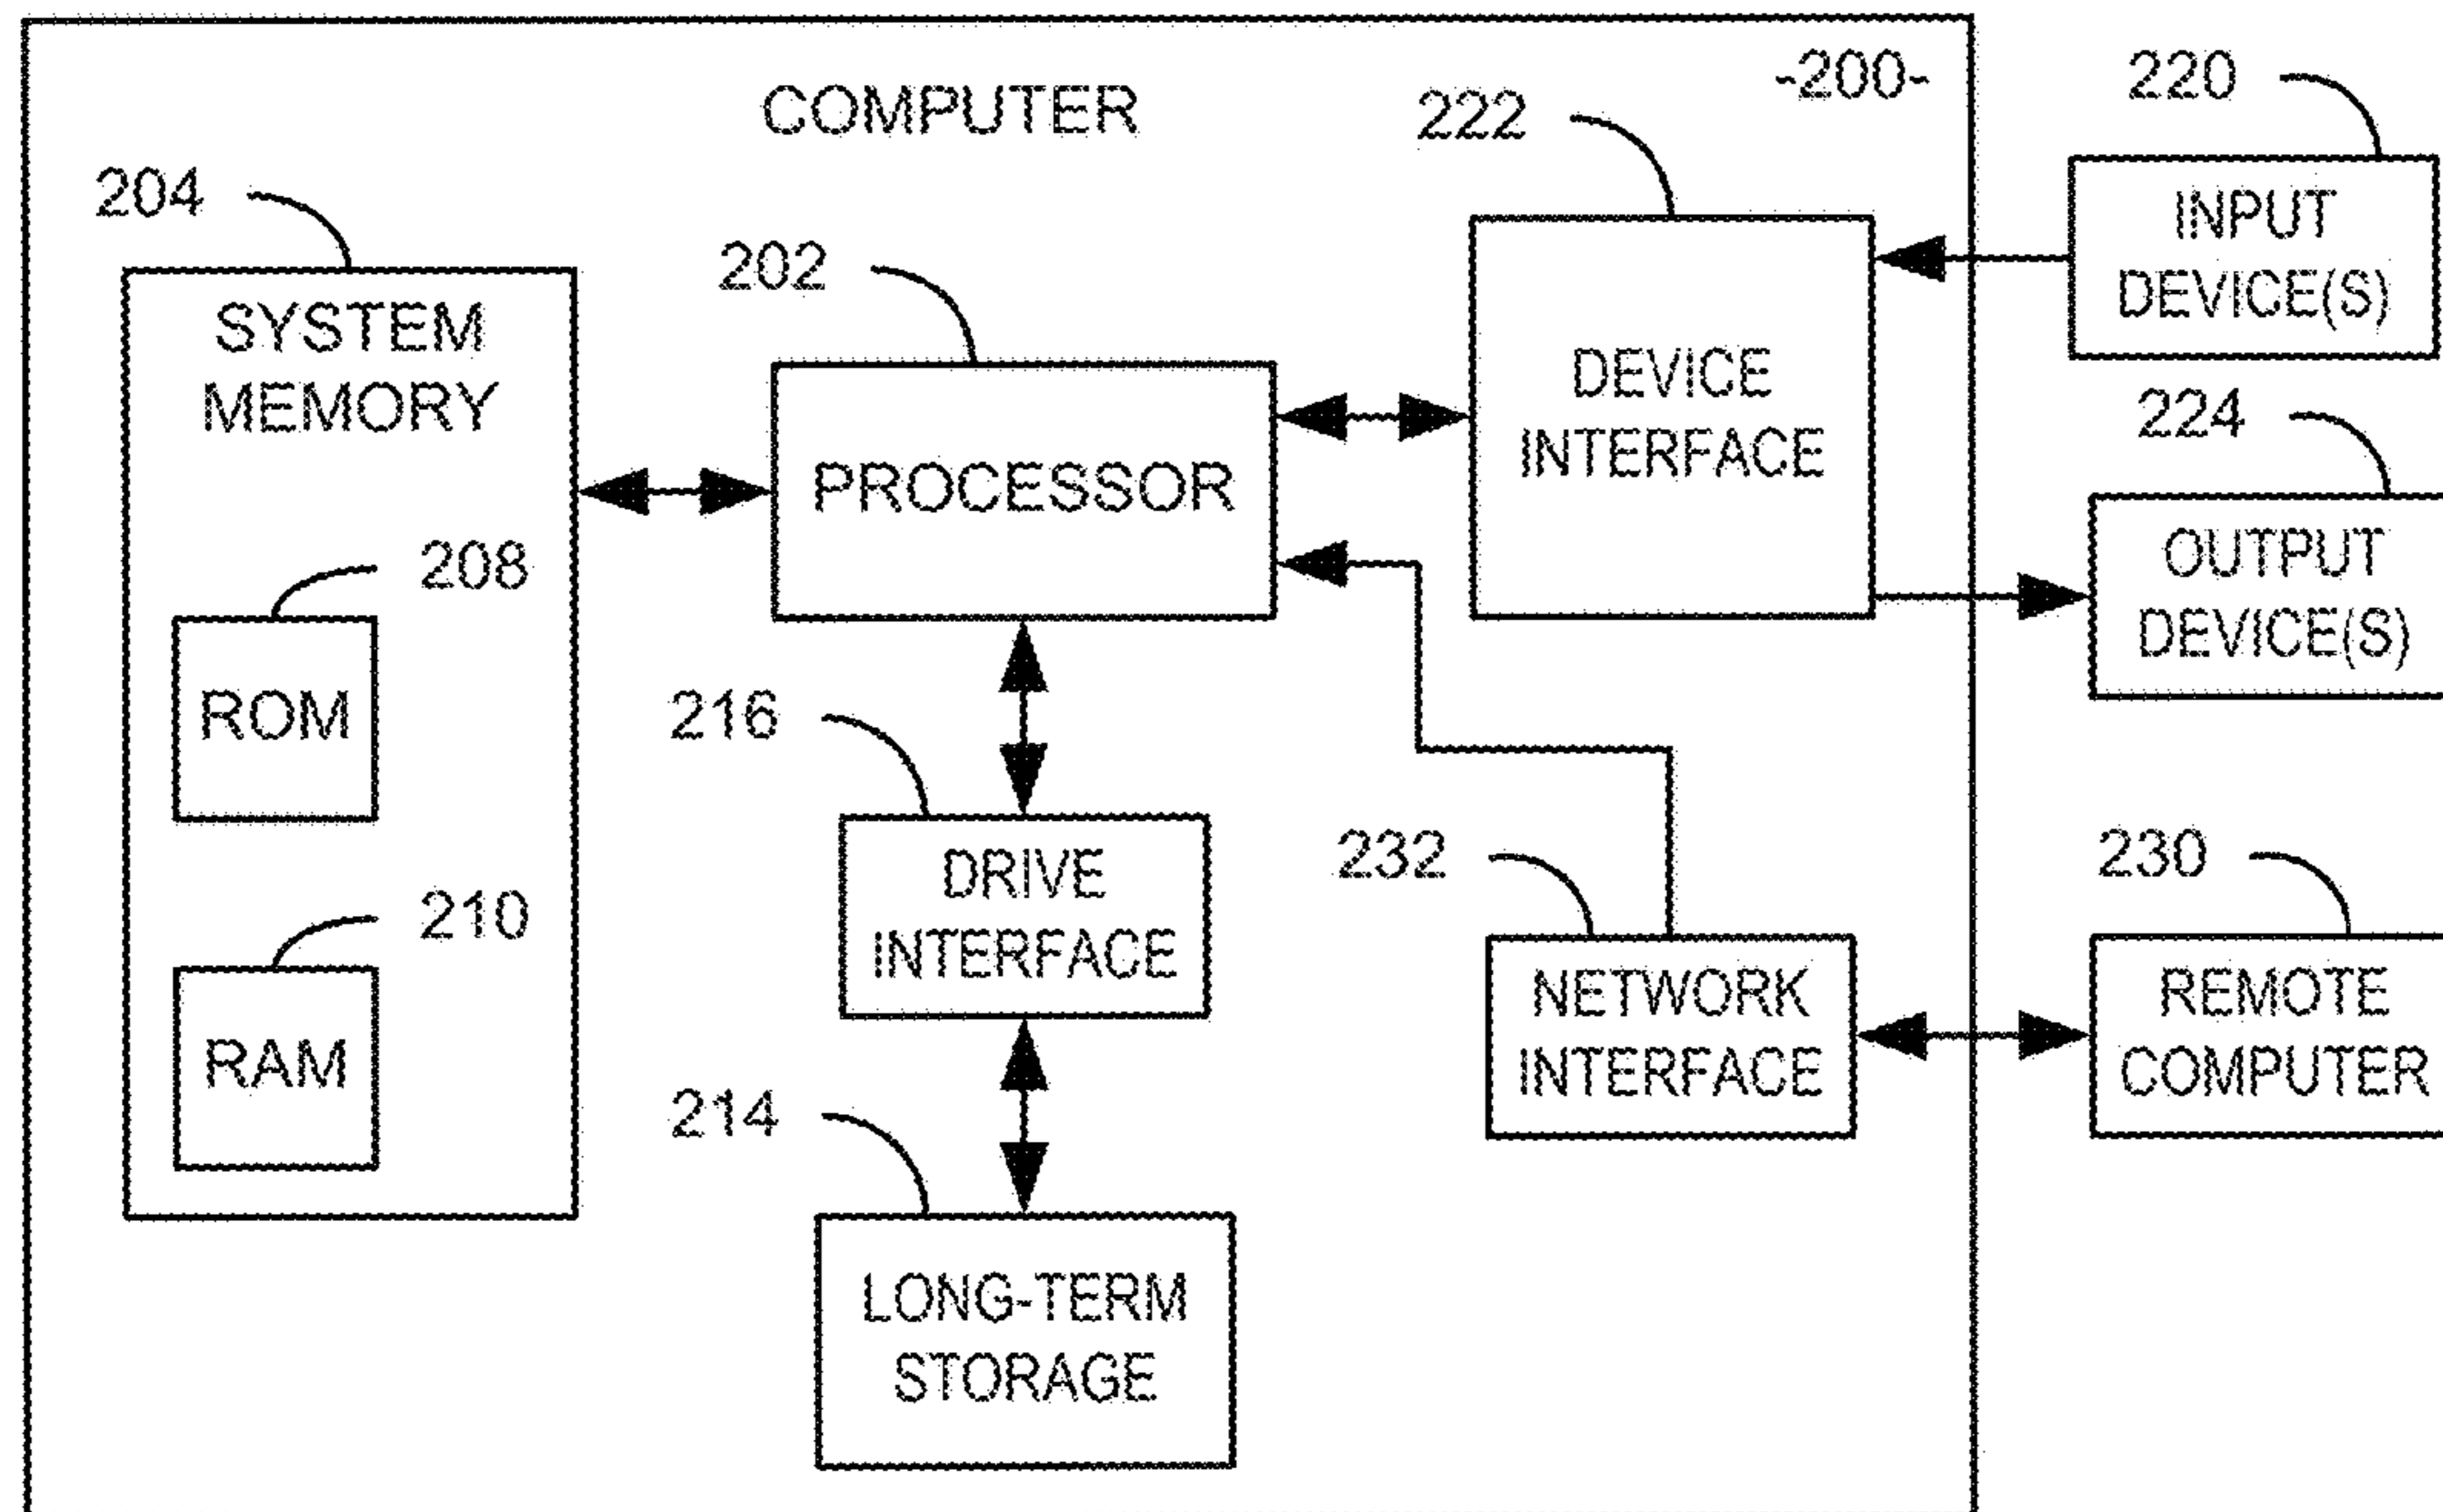 -200-
COMPUTER
222
220
204
INPUT
DEVICE(S)
202
SYSTEM
MEMORY
DEVICE
INTERFACE
224
PROCESSOR
208
OUTPUT
DEVICE(S)
ROM
216
232
230
210
DRIVE
INTERFACE
NETWORK
INTERFACE
REMOTE
COMPUTER
RAM
214
LONG-TERM
STORAGE